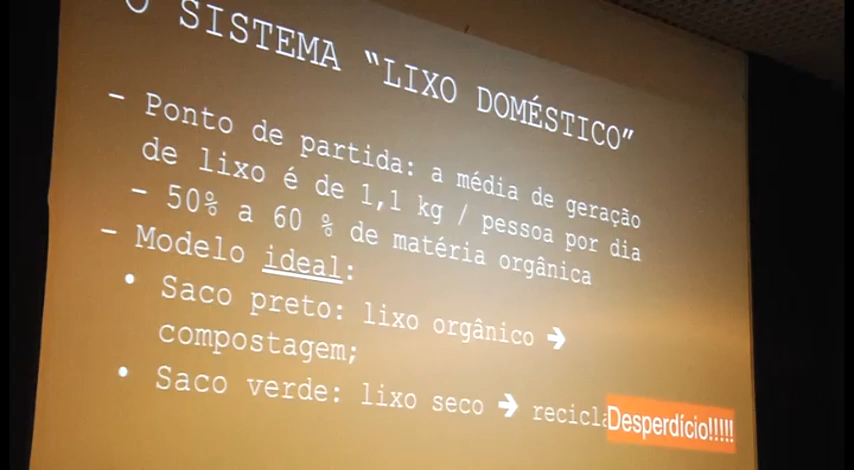 O SISTEMA “LIXO DOMÉSTICO”
- Ponto de partida: a média de geração
de lixo é de 1,1 kg / pessoa por dia
- 50% a 60 % de matéria orgânica
- Modelo ideal:
• Saco preto: lixo orgânico ➔
compostagem;
• Saco verde: lixo seco ➔
Desperdício!!!!!